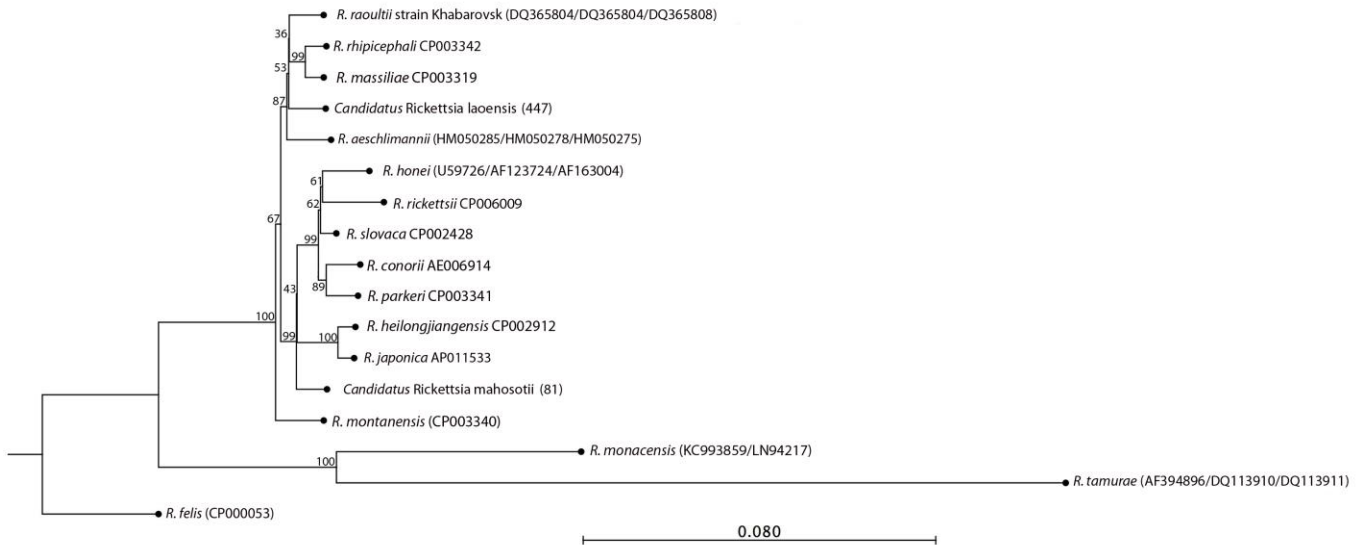 R. raoultii strain Khabarovsk (DQ365804/DQ365804/DQ365808)
36
R. rhipicephali CP003342
99
53
R. massiliae CP003319
87
Candidatus Rickettsia laoensis (447)
R. aeschlimannii (HM050285/HM050278/HM050275)
R. honei (U59726/AF123724/AF163004)
61
62
R. rickettsii CP006009
67
R. slovaca CP002428
99
R. conorii AE006914
43
89
R. parkeri CP003341
100
R. heilongjiangensis CP002912
99
100
R. japonica AP011533
Candidatus Rickettsia mahosotii (81)
R. montanensis (CP003340)
R. monacensis (KC993859/LN94217)
100
R. tamurae (AF394896/DQ113910/DQ113911)
R. felis (CP000053)
0.080